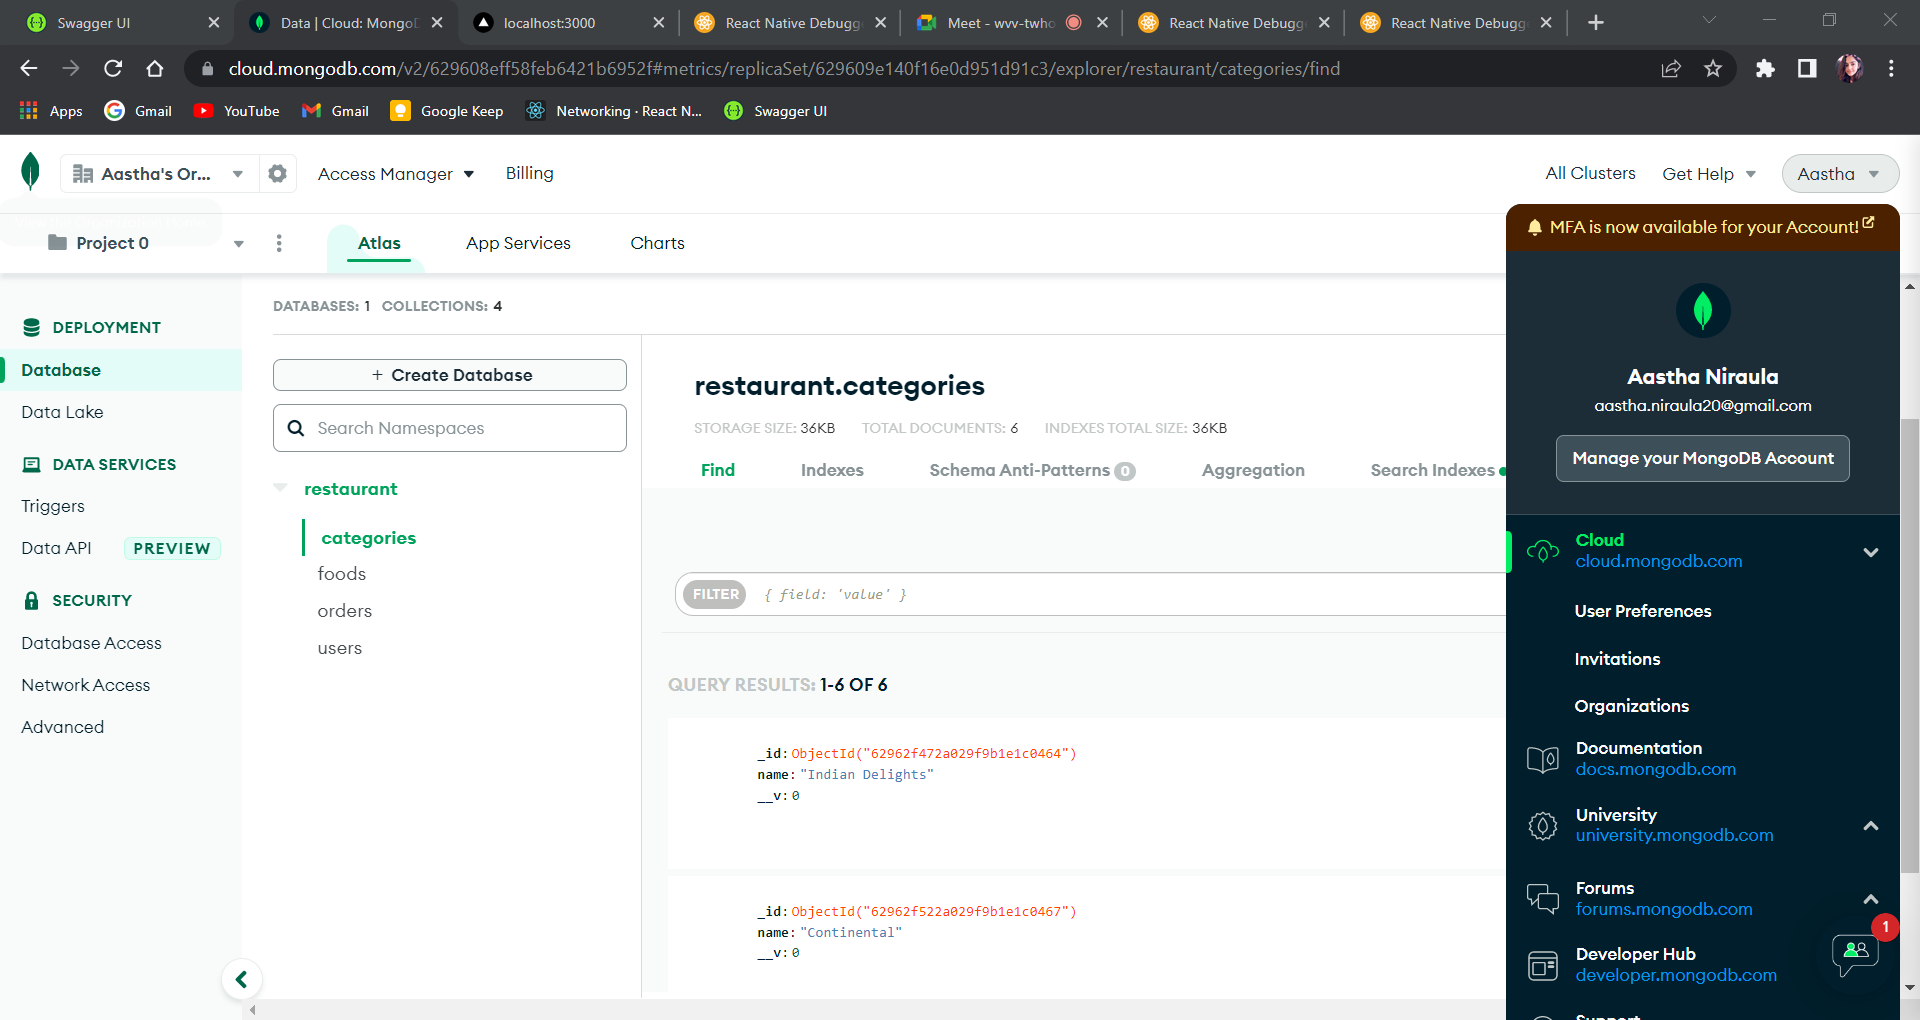 Swagger UI
Data | Cloud: MongoD
localhost:3000
React Native Debugg
Meet - wvv-twho
React Native Debugg
React Native Debugg
cloud.mongodb.com/v2/629608eff58feb6421b6952f#metrics/replicaSet/629609e140f16e0d951d91c3/explorer/restaurant/categories/find
Apps
Gmail
YouTube
Gmail
Google Keep
Networking · React N...
Swagger UI
Aastha's Or...
Access Manager
Billing
All Clusters
Get Help
Aastha
Project 0
Atlas
App Services
Charts
DEPLOYMENT
Database
Data Lake
DATA SERVICES
Triggers
Data API PREVIEW
SECURITY
Database Access
Network Access
Advanced
DATABASES: 1 COLLECTIONS: 4
+ Create Database
Search Namespaces
restaurant
categories
foods
orders
users
restaurant.categories
STORAGE SIZE: 36KB TOTAL DOCUMENTS: 6 INDEXES TOTAL SIZE: 36KB
Find Indexes Schema Anti-Patterns 0 Aggregation Search Indexes
FILTER { field: 'value' }
QUERY RESULTS: 1-6 OF 6
_id: ObjectId("62962f472a029f9b1e1c0464")
name: "Indian Delights"
__v: 0
_id: ObjectId("62962f522a029f9b1e1c0467")
name: "Continental"
__v: 0
MFA is now available for your Account!
Aastha Niraula
aastha.niraula20@gmail.com
Manage your MongoDB Account
Cloud
cloud.mongodb.com
User Preferences
Invitations
Organizations
Documentation
docs.mongodb.com
University
university.mongodb.com
Forums
forums.mongodb.com
1
Developer Hub
developer.mongodb.com